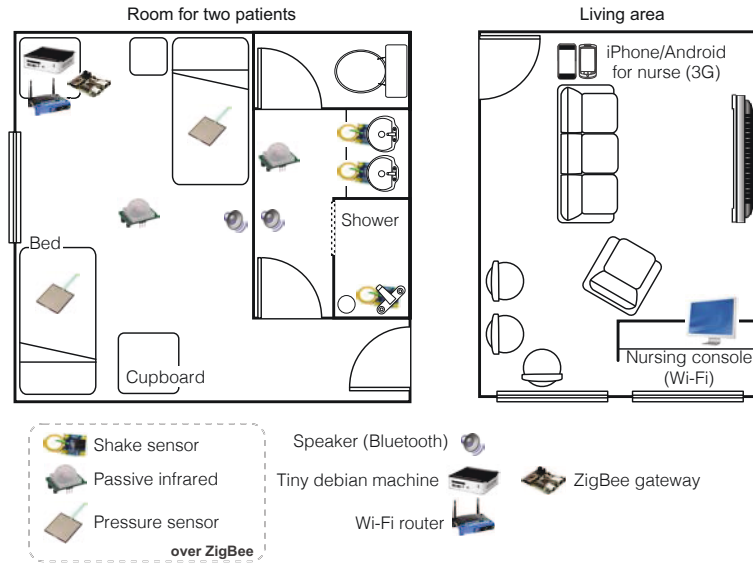 Room for two patients
Living area
iPhone/Android
for nurse (3G)
Shower
Bed
Cupboard
Nursing console
(Wi-Fi)
Shake sensor
Passive infrared
Pressure sensor
over ZigBee
Speaker (Bluetooth)
Tiny debian machine
ZigBee gateway
Wi-Fi router